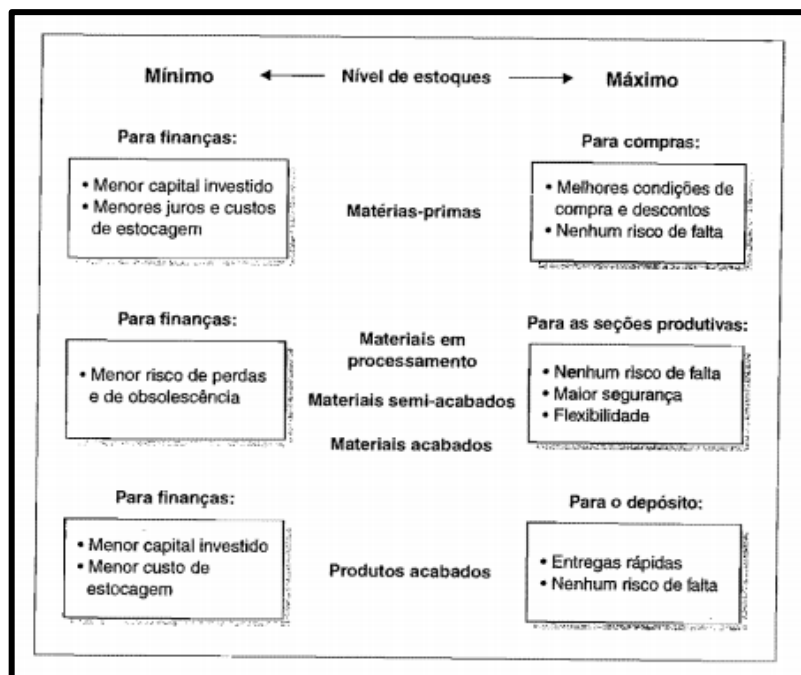 Mínimo
Nível de estoques
Máximo
Para finanças:
• Menor capital investido
• Menores juros e custos
de estocagem
Matérias-primas
Para compras:
• Melhores condições de
compra e descontos
• Nenhum risco de falta
Para finanças:
• Menor risco de perdas
e de obsolescência
Materiais em
processamento
Materiais semi-acabados
Materiais acabados
Para as seções produtivas:
• Nenhum risco de falta
• Maior segurança
• Flexibilidade
Para finanças:
• Menor capital investido
• Menor custo de
estocagem
Produtos acabados
Para o depósito:
• Entregas rápidas
• Nenhum risco de falta